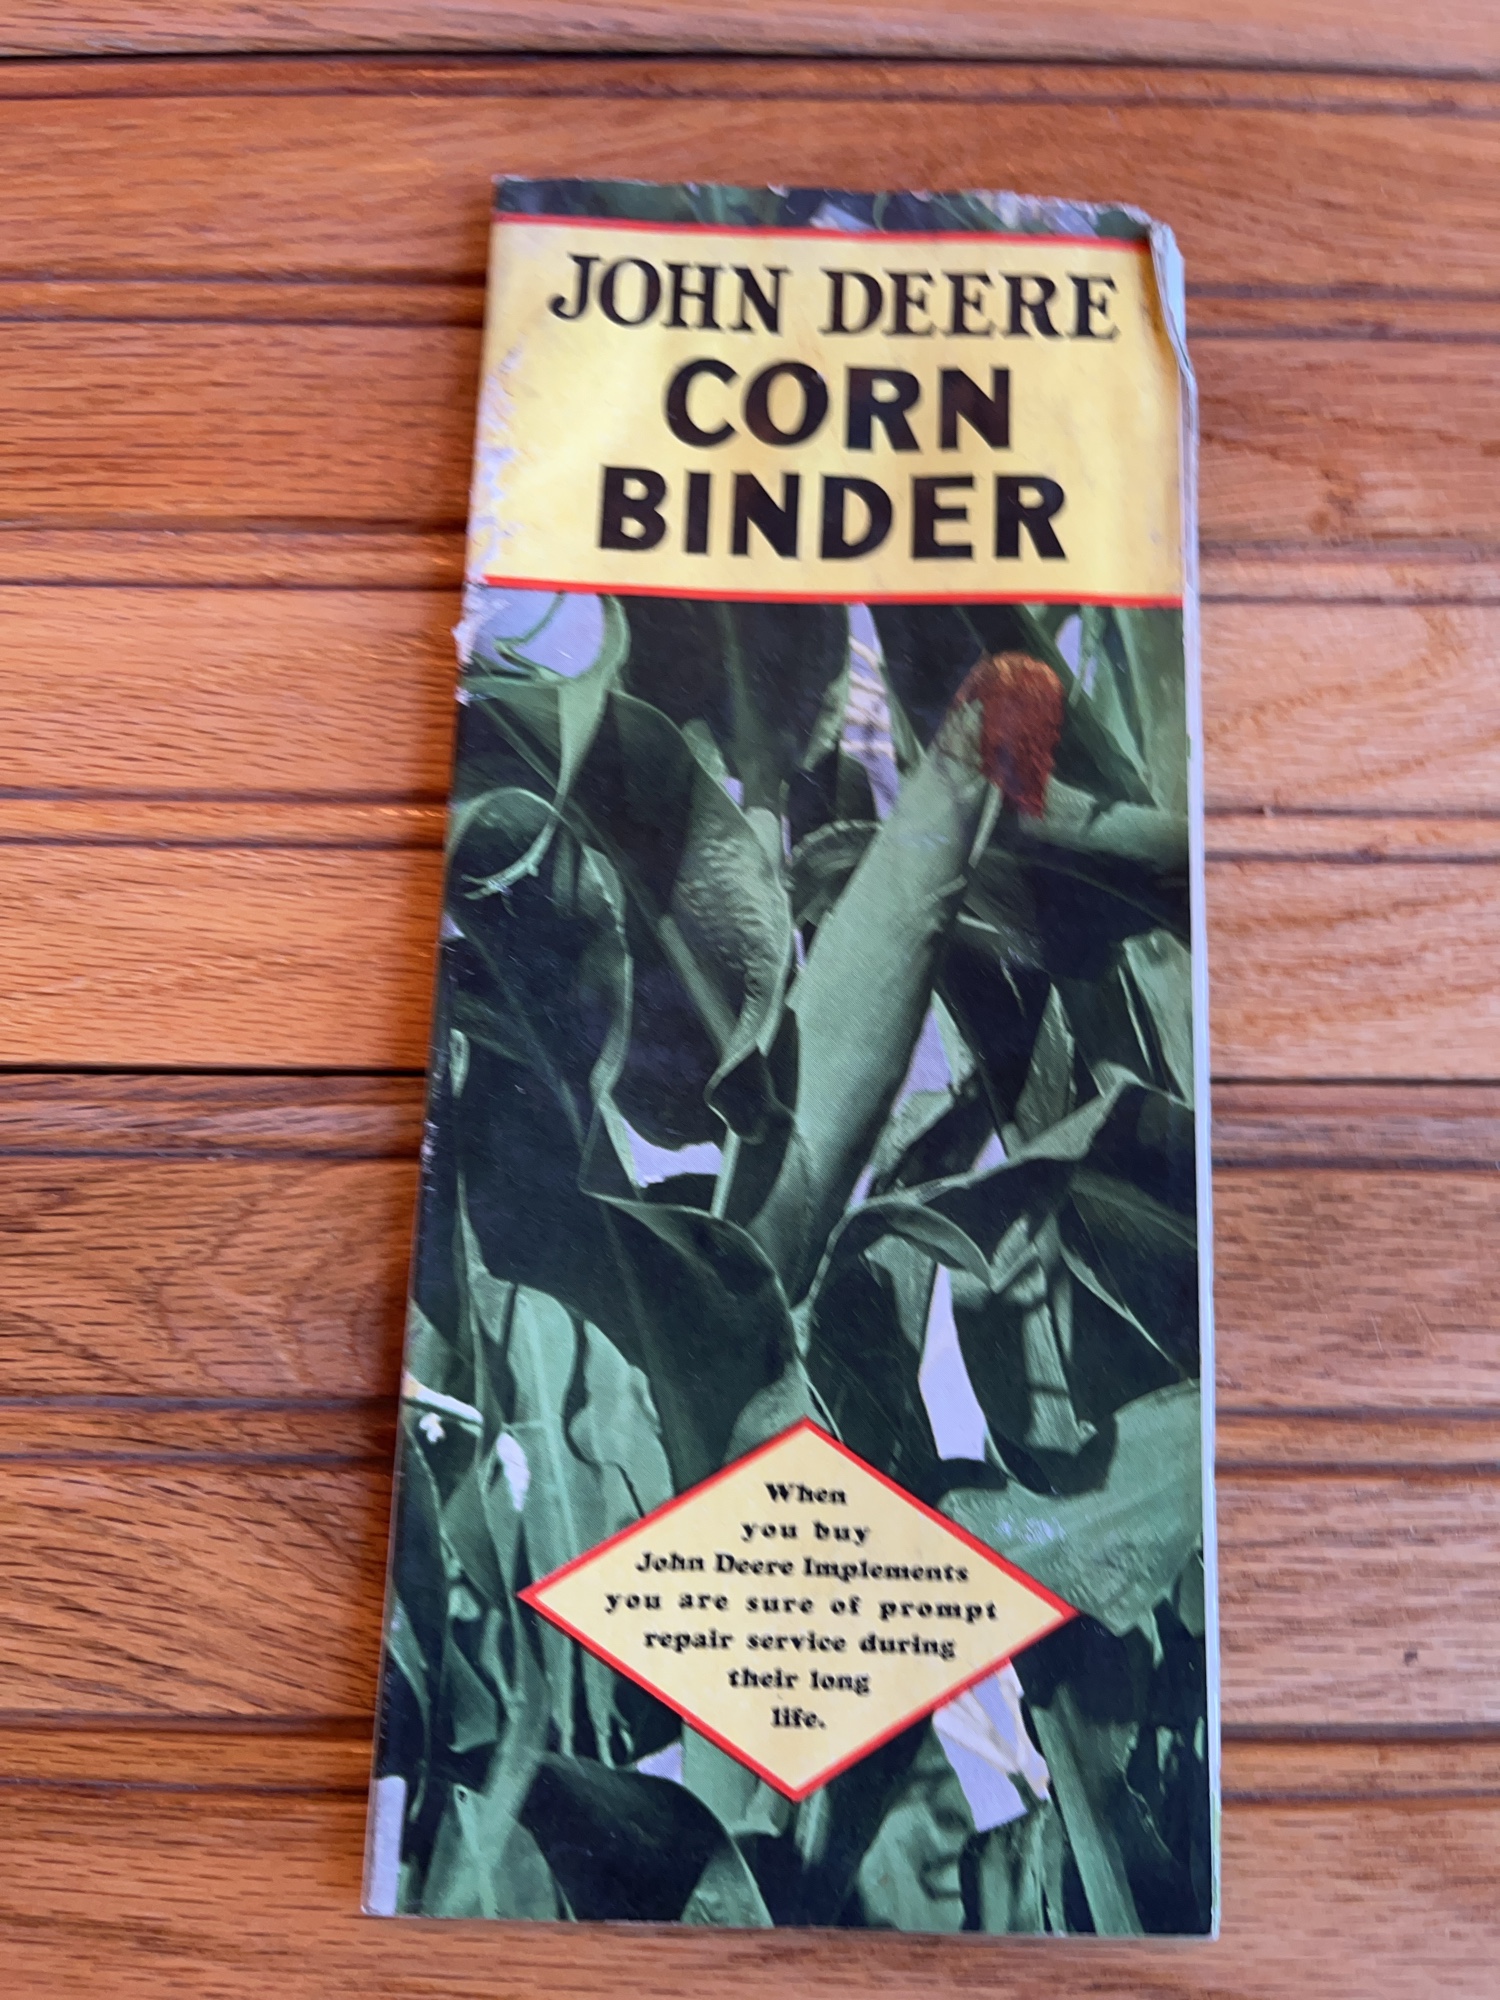 JOHN DEERE
CORN
BINDER
When
you buy
John Deere Implements
you are sure of prompt
repair service during
their long
life.